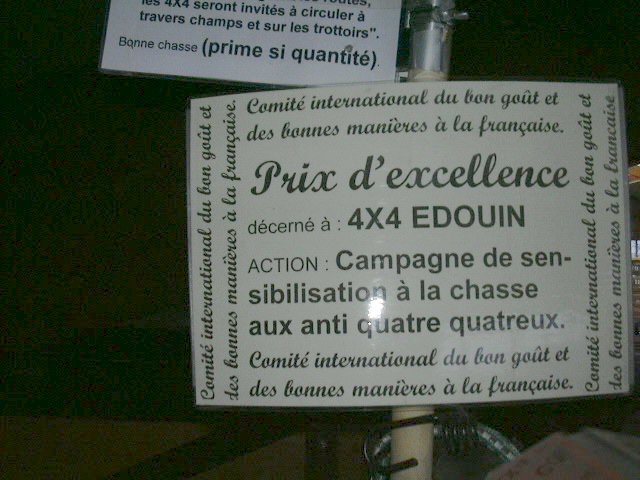 les 4X4 seront invités à circuler à
travers champs et sur les trottoirs".
Bonne chasse (prime si quantité)
Comité international du bon goût et
des bonnes manières à la française.
Comité international du bon goût et
des bonnes manières à la française.
Prix d'excellence
décerné à : 4X4 EDOUIN
ACTION : Campagne de sen-
sibilisation à la chasse
aux anti quatre quatreux.
Comité international du bon goût et
des bonnes manières à la française.
Comité international du bon goût et
des bonnes manières à la francaise